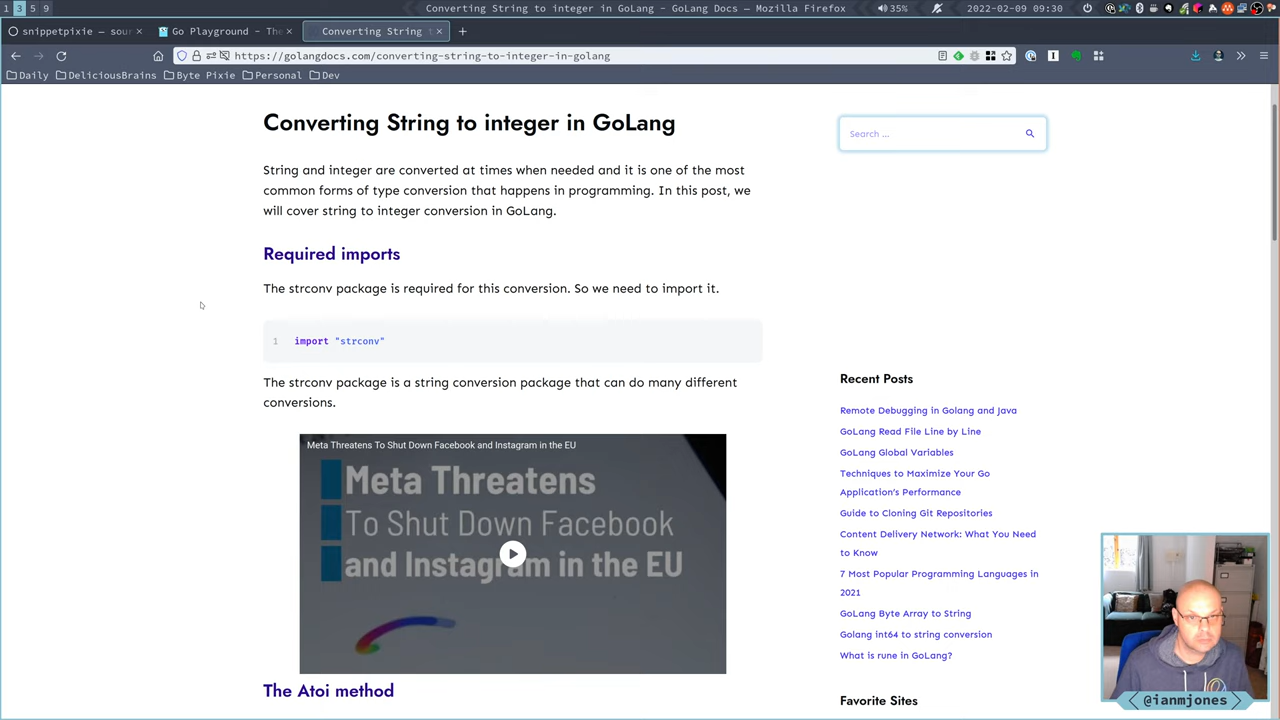 1 3 5 9
Converting String to integer in GoLang - GoLang Docs — Mozilla Firefox
35%
2022-02-09 09:30
snippetpixie — sour
Go Playground - The
Converting String t
https://golangdocs.com/converting-string-to-integer-in-golang
Daily
DeliciousBrains
Byte Pixie
Personal
Dev
Converting String to integer in GoLang
String and integer are converted at times when needed and it is one of the most
common forms of type conversion that happens in programming. In this post, we
will cover string to integer conversion in GoLang.
Required imports
The strconv package is required for this conversion. So we need to import it.
1 import "strconv"
The strconv package is a string conversion package that can do many different
conversions.
Meta Threatens To Shut Down Facebook and Instagram in the EU
Meta Threatens
To Shut Down Facebook
and Instagram in the EU
The Atoi method
Search …
Recent Posts
Remote Debugging in Golang and Java
GoLang Read File Line by Line
GoLang Global Variables
Techniques to Maximize Your Go
Application's Performance
Guide to Cloning Git Repositories
Content Delivery Network: What You Need
to Know
7 Most Popular Programming Languages in
2021
GoLang Byte Array to String
Golang int64 to string conversion
What is rune in GoLang?
Favorite Sites
@ianmjones